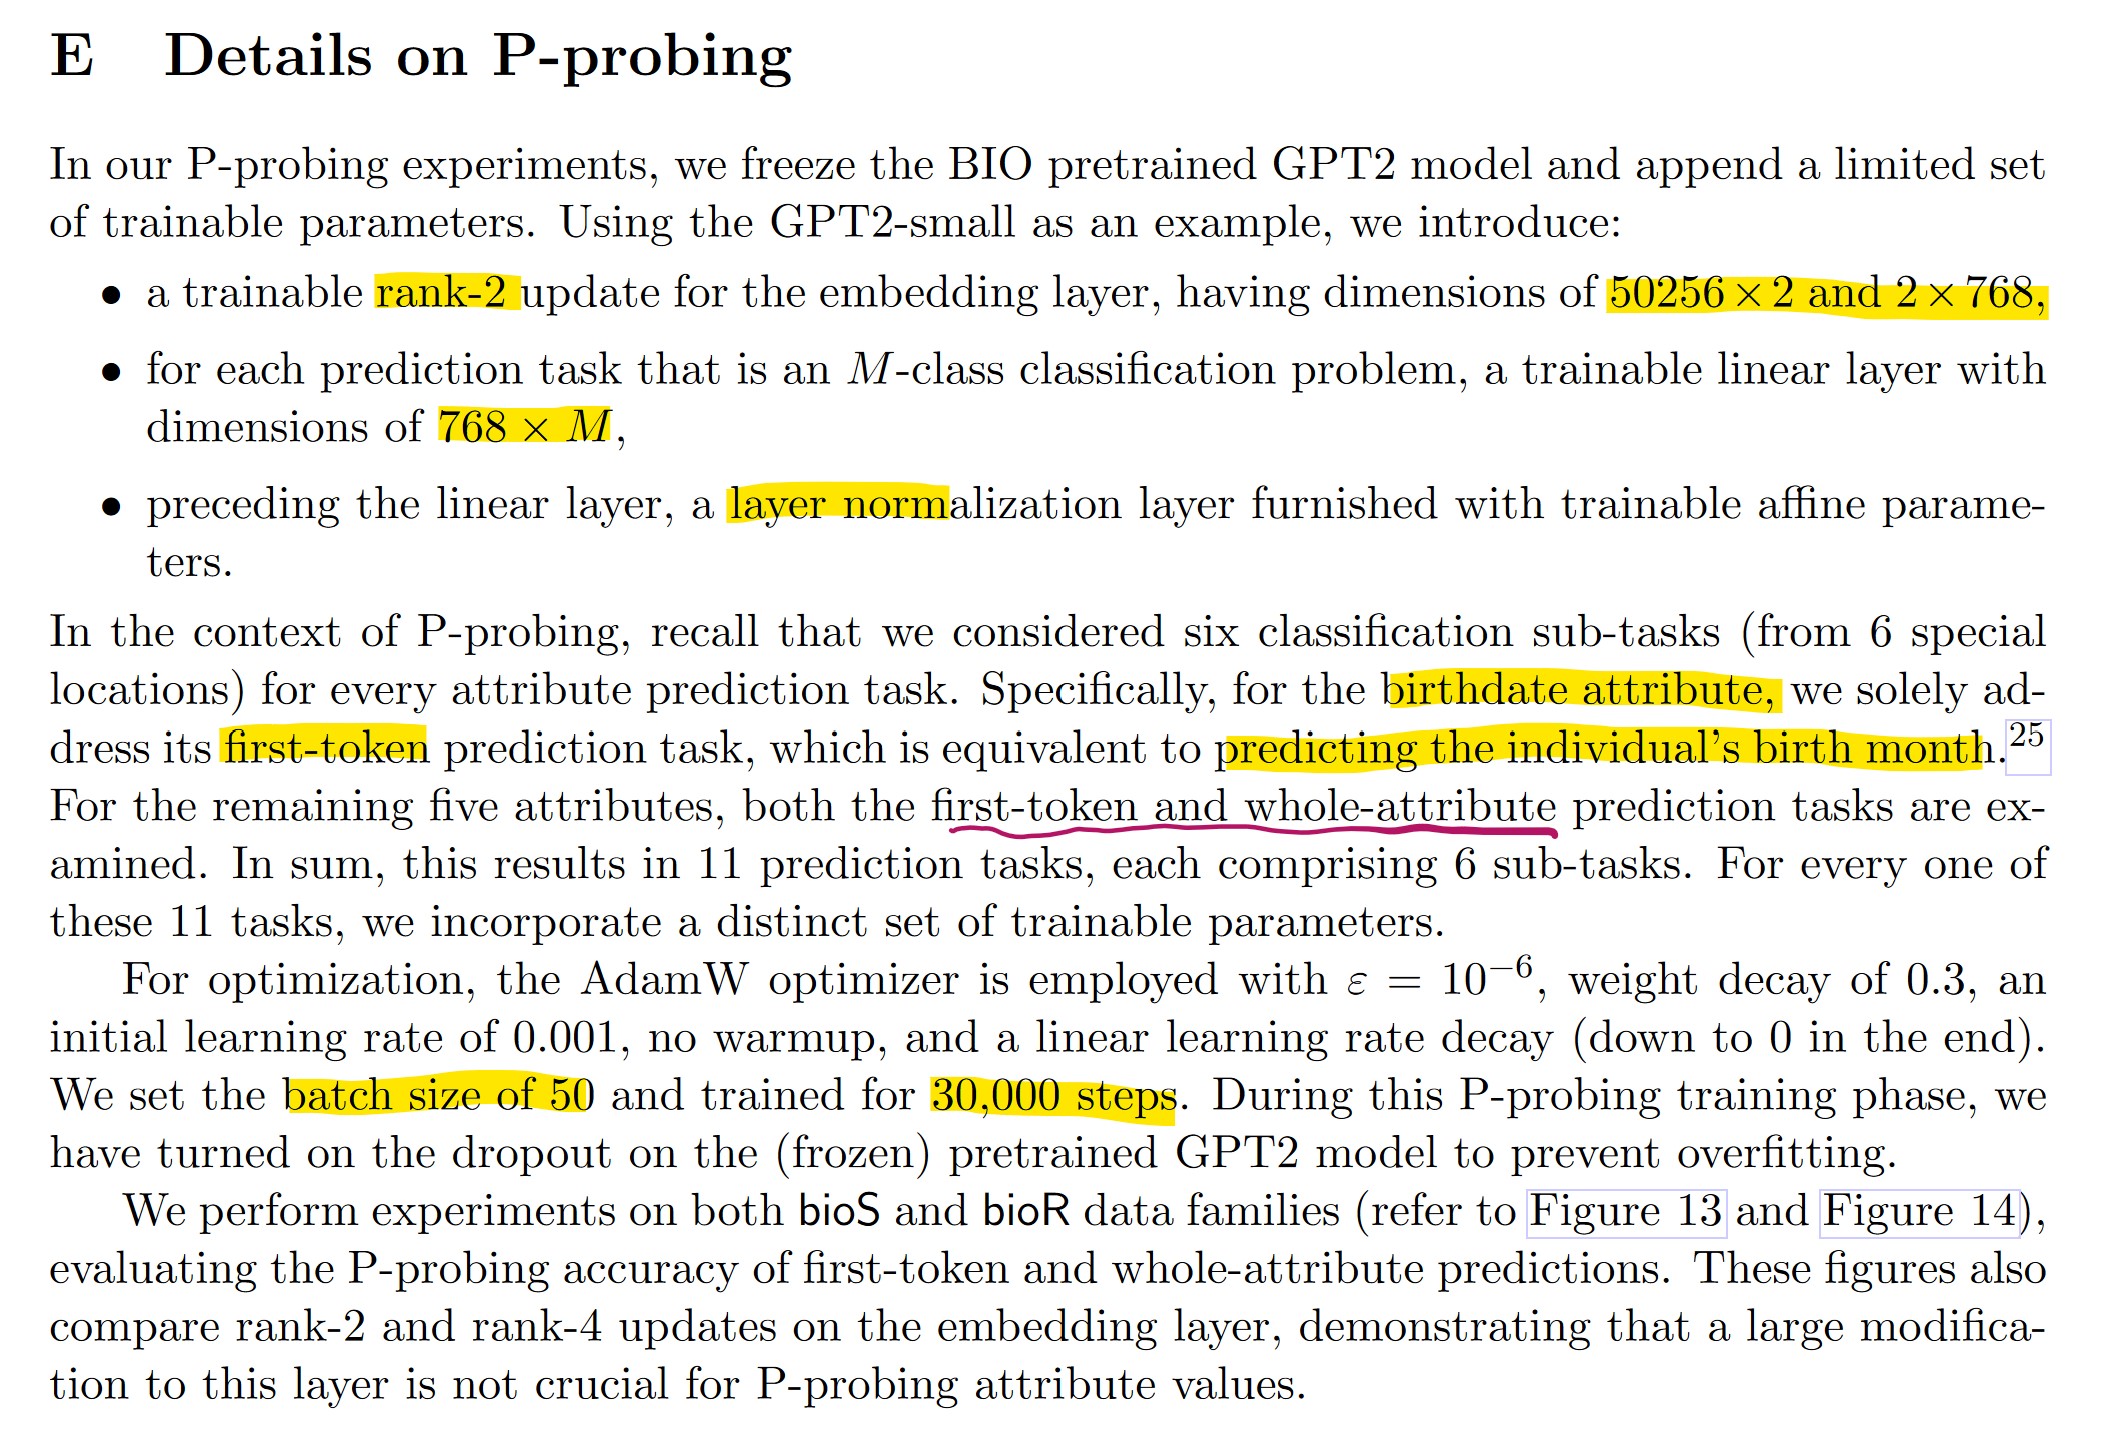 E Details on P-probing
In our P-probing experiments, we freeze the BIO pretrained GPT2 model and append a limited set
of trainable parameters. Using the GPT2-small as an example, we introduce:
• a trainable rank-2 update for the embedding layer, having dimensions of 50256 × 2 and 2 × 768,
• for each prediction task that is an M-class classification problem, a trainable linear layer with
dimensions of 768 × M,
• preceding the linear layer, a layer normalization layer furnished with trainable affine parame-
ters.
In the context of P-probing, recall that we considered six classification sub-tasks (from 6 special
locations) for every attribute prediction task. Specifically, for the birthdate attribute, we solely ad-
dress its first-token prediction task, which is equivalent to predicting the individual's birth month.25
For the remaining five attributes, both the first-token and whole-attribute prediction tasks are ex-
amined. In sum, this results in 11 prediction tasks, each comprising 6 sub-tasks. For every one of
these 11 tasks, we incorporate a distinct set of trainable parameters.
For optimization, the AdamW optimizer is employed with ε = 10⁻⁶, weight decay of 0.3, an
initial learning rate of 0.001, no warmup, and a linear learning rate decay (down to 0 in the end).
We set the batch size of 50 and trained for 30,000 steps. During this P-probing training phase, we
have turned on the dropout on the (frozen) pretrained GPT2 model to prevent overfitting.
We perform experiments on both bioS and bioR data families (refer to Figure 13 and Figure 14),
evaluating the P-probing accuracy of first-token and whole-attribute predictions. These figures also
compare rank-2 and rank-4 updates on the embedding layer, demonstrating that a large modifica-
tion to this layer is not crucial for P-probing attribute values.